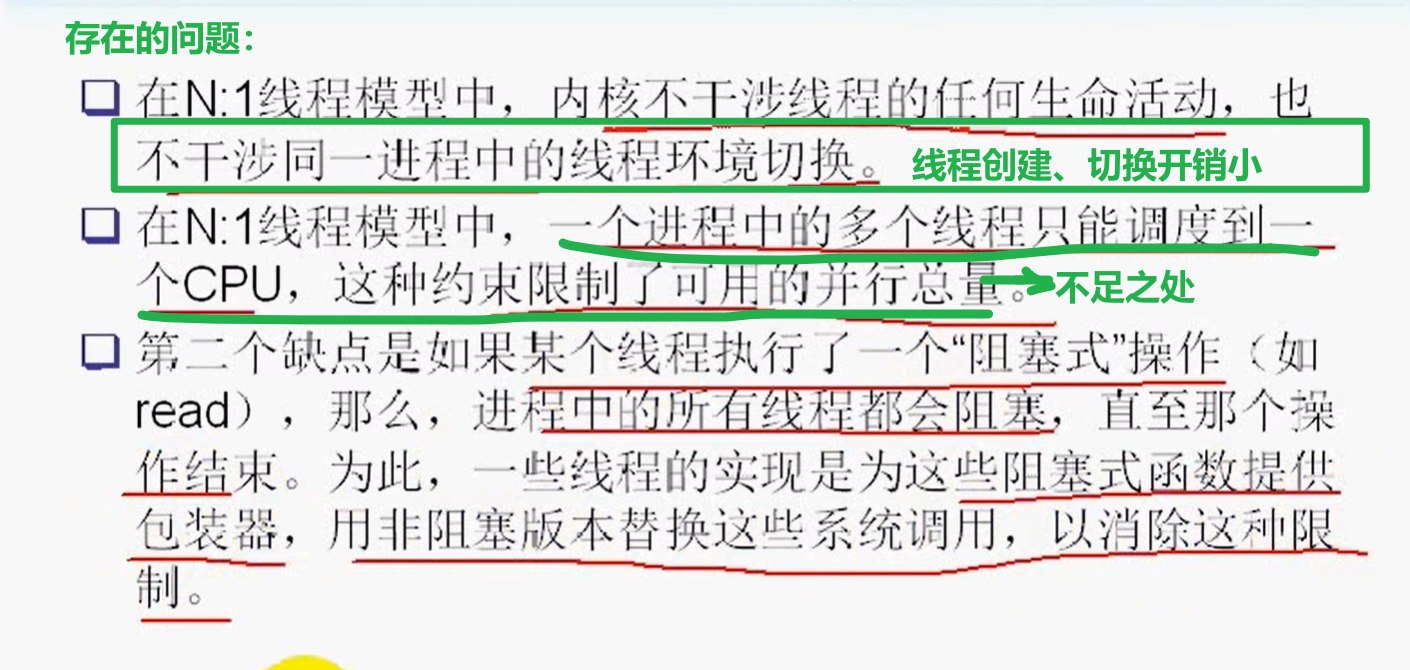 存在的问题：
在N:1线程模型中，内核不干涉线程的任何生命活动，也
不干涉同一进程中的线程环境切换。 线程创建、切换开销小
在N:1线程模型中，一个进程中的多个线程只能调度到一
个CPU，这种约束限制了可用的并行总量。 不足之处
第二个缺点是如果某个线程执行了一个“阻塞式”操作（如
read），那么，进程中的所有线程都会阻塞，直至那个操
作结束。为此，一些线程的实现是为这些阻塞式函数提供
包装器，用非阻塞版本替换这些系统调用，以消除这种限
制。